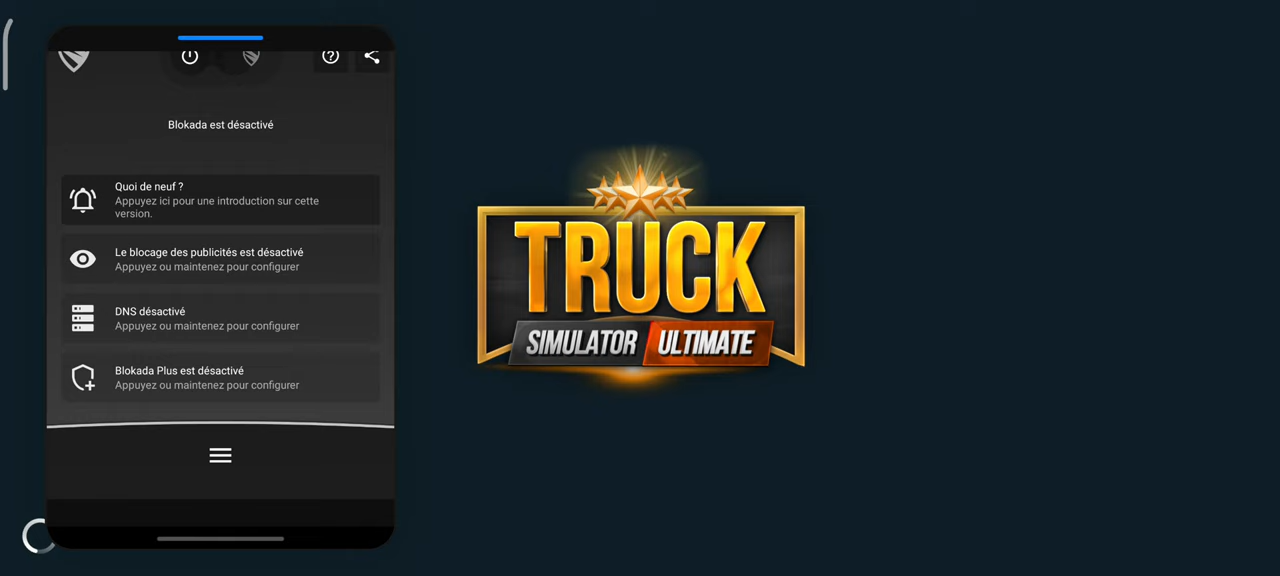 Blokada est désactivé
Quoi de neuf ?
Appuyez ici pour une introduction sur cette
version.
Le blocage des publicités est désactivé
Appuyez ou maintenez pour configurer
DNS désactivé
Appuyez ou maintenez pour configurer
Blokada Plus est désactivé
Appuyez ou maintenez pour configurer
TRUCK
SIMULATOR ULTIMATE